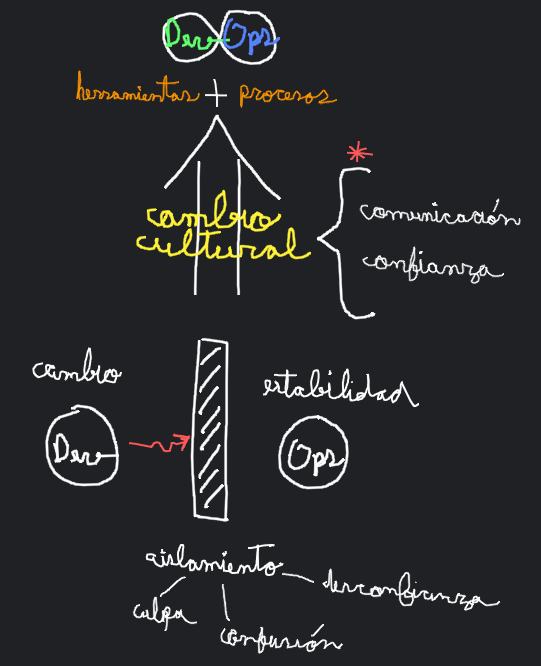 DevOps
herramientas + procesos
*
cambio
cultural
comunicación
confianza
cambio
estabilidad
Dev
Ops
aislamiento
desconfianza
culpa
confusión